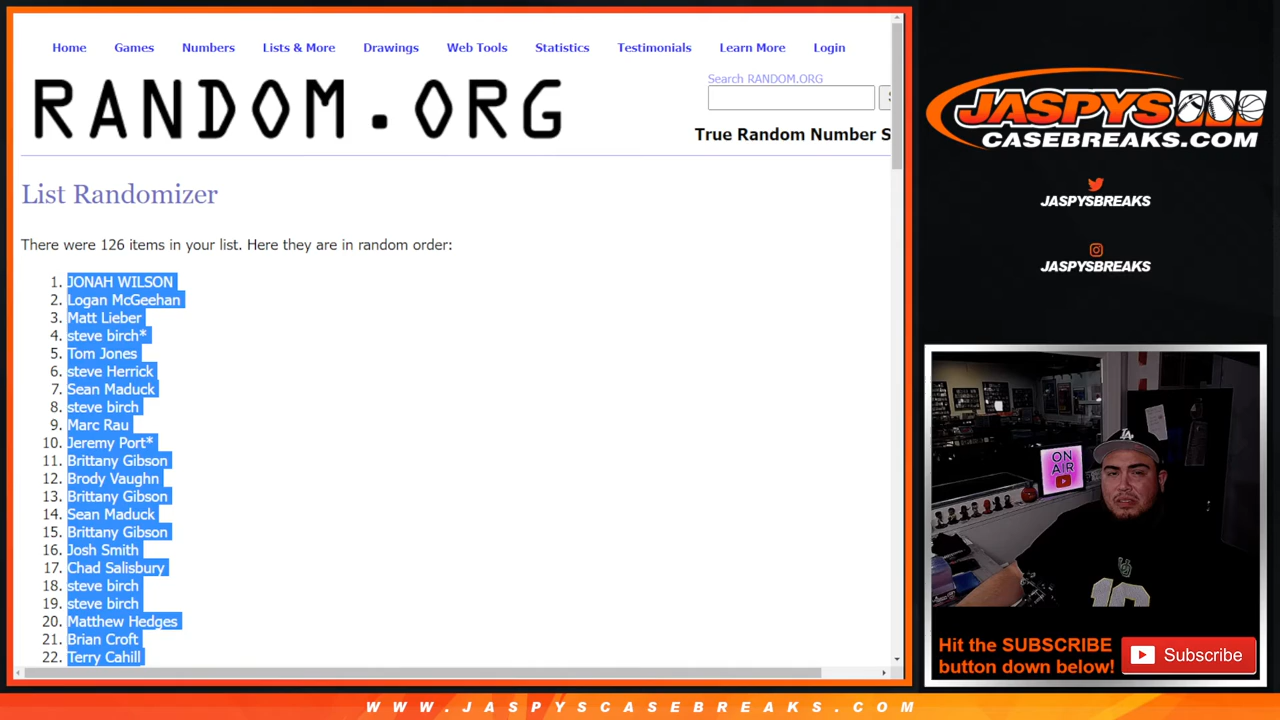 Home Games Numbers Lists & More Drawings Web Tools Statistics Testimonials Learn More Login
RANDOM.ORG
Search RANDOM.ORG
True Random Number S
List Randomizer
There were 126 items in your list. Here they are in random order:
1. JONAH WILSON
2. Logan McGeehan
3. Matt Lieber
4. steve birch*
5. Tom Jones
6. steve Herrick
7. Sean Maduck
8. steve birch
9. Marc Rau
10. Jeremy Port*
11. Brittany Gibson
12. Brody Vaughn
13. Brittany Gibson
14. Sean Maduck
15. Brittany Gibson
16. Josh Smith
17. Chad Salisbury
18. steve birch
19. steve birch
20. Matthew Hedges
21. Brian Croft
22. Terry Cahill
JASPYS
CASEBREAKS.COM
JASPYSBREAKS
JASPYSBREAKS
ON
AIR
LA
10
Hit the SUBSCRIBE
button down below!
Subscribe
WWW.JASPYSCASEBREAKS.COM